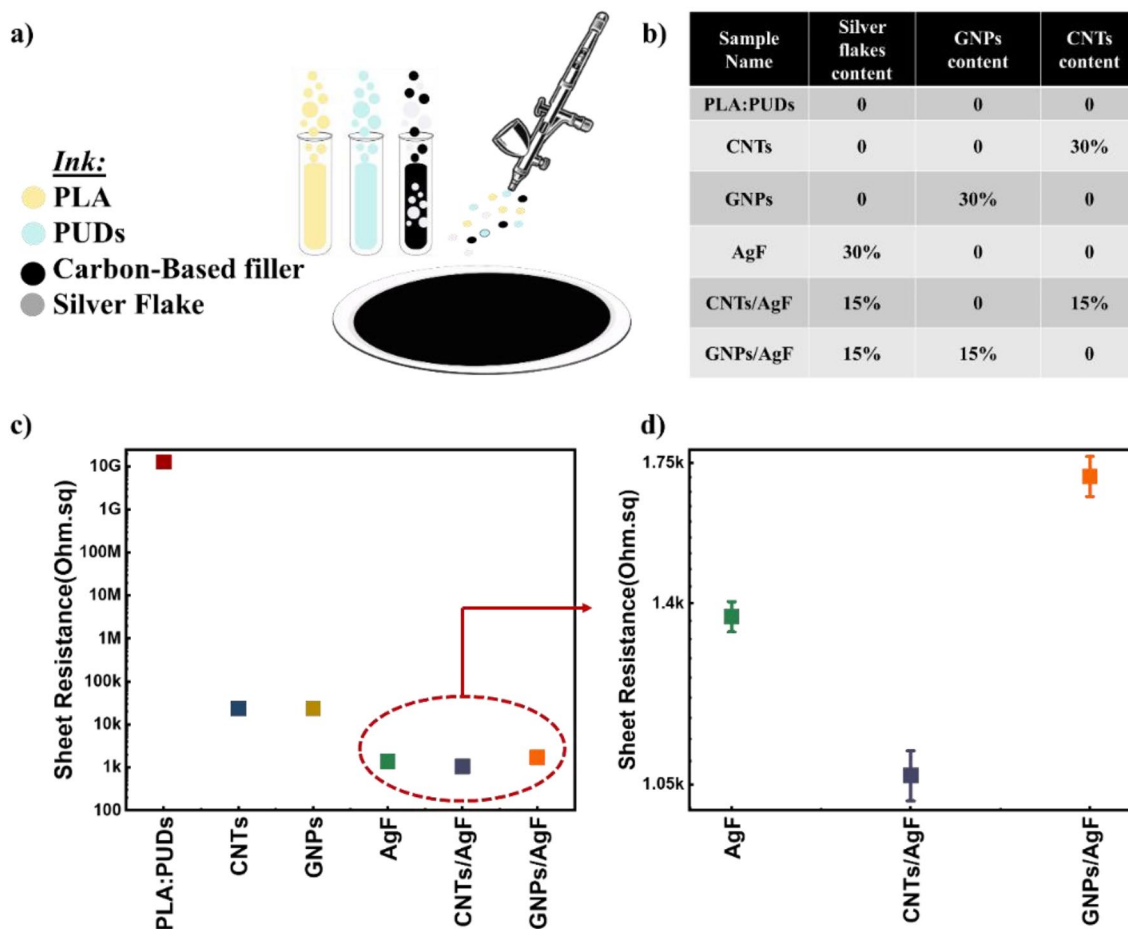 a)
Ink:
PLA
PUDs
Carbon-Based filler
Silver Flake
b)
Sample Name Silver flakes content GNPs content CNTs content
PLA:PUDs 0 0 0
CNTs 0 0 30%
GNPs 0 30% 0
AgF 30% 0 0
CNTs/AgF 15% 0 15%
GNPs/AgF 15% 15% 0
c)
Sheet Resistance(Ohm.sq)
10G
1G
100M
10M
1M
100k
10k
1k
100
PLA:PUDs
CNTs
GNPs
AgF
CNTs/AgF
GNPs/AgF
d)
Sheet Resistance(Ohm.sq)
1.75k
1.4k
1.05k
AgF
CNTs/AgF
GNPs/AgF